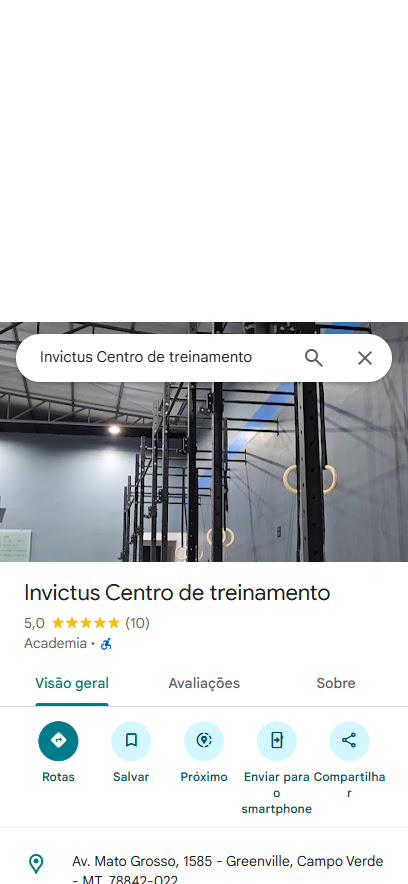 Invictus Centro de treinamento
Invictus Centro de treinamento
5,0 (10)
Academia ·
Visão geral Avaliações Sobre
Rotas Salvar Próximo Enviar para o smartphone Compartilhar
Av. Mato Grosso, 1585 - Greenville, Campo Verde
- MT, 78842-022